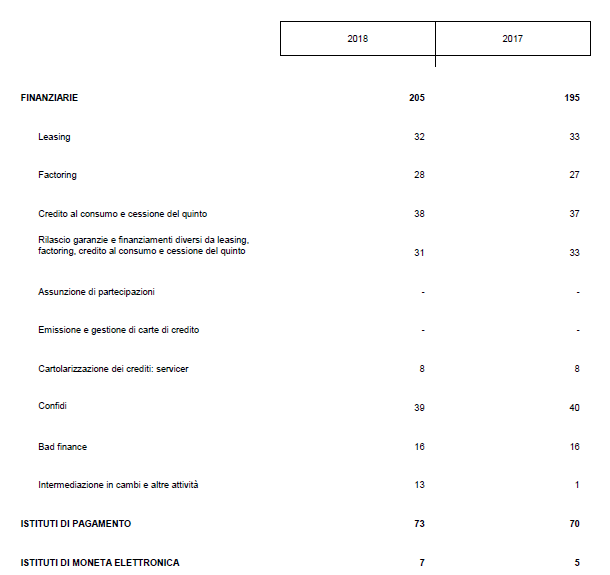 2018 2017
FINANZIARIE 205 195
Leasing 32 33
Factoring 28 27
Credito al consumo e cessione del quinto 38 37
Rilascio garanzie e finanziamenti diversi da leasing,
factoring, credito al consumo e cessione del quinto 31 33
Assunzione di partecipazioni - -
Emissione e gestione di carte di credito - -
Cartolarizzazione dei crediti: servicer 8 8
Confidi 39 40
Bad finance 16 16
Intermediazione in cambi e altre attività 13 1
ISTITUTI DI PAGAMENTO 73 70
ISTITUTI DI MONETA ELETTRONICA 7 5